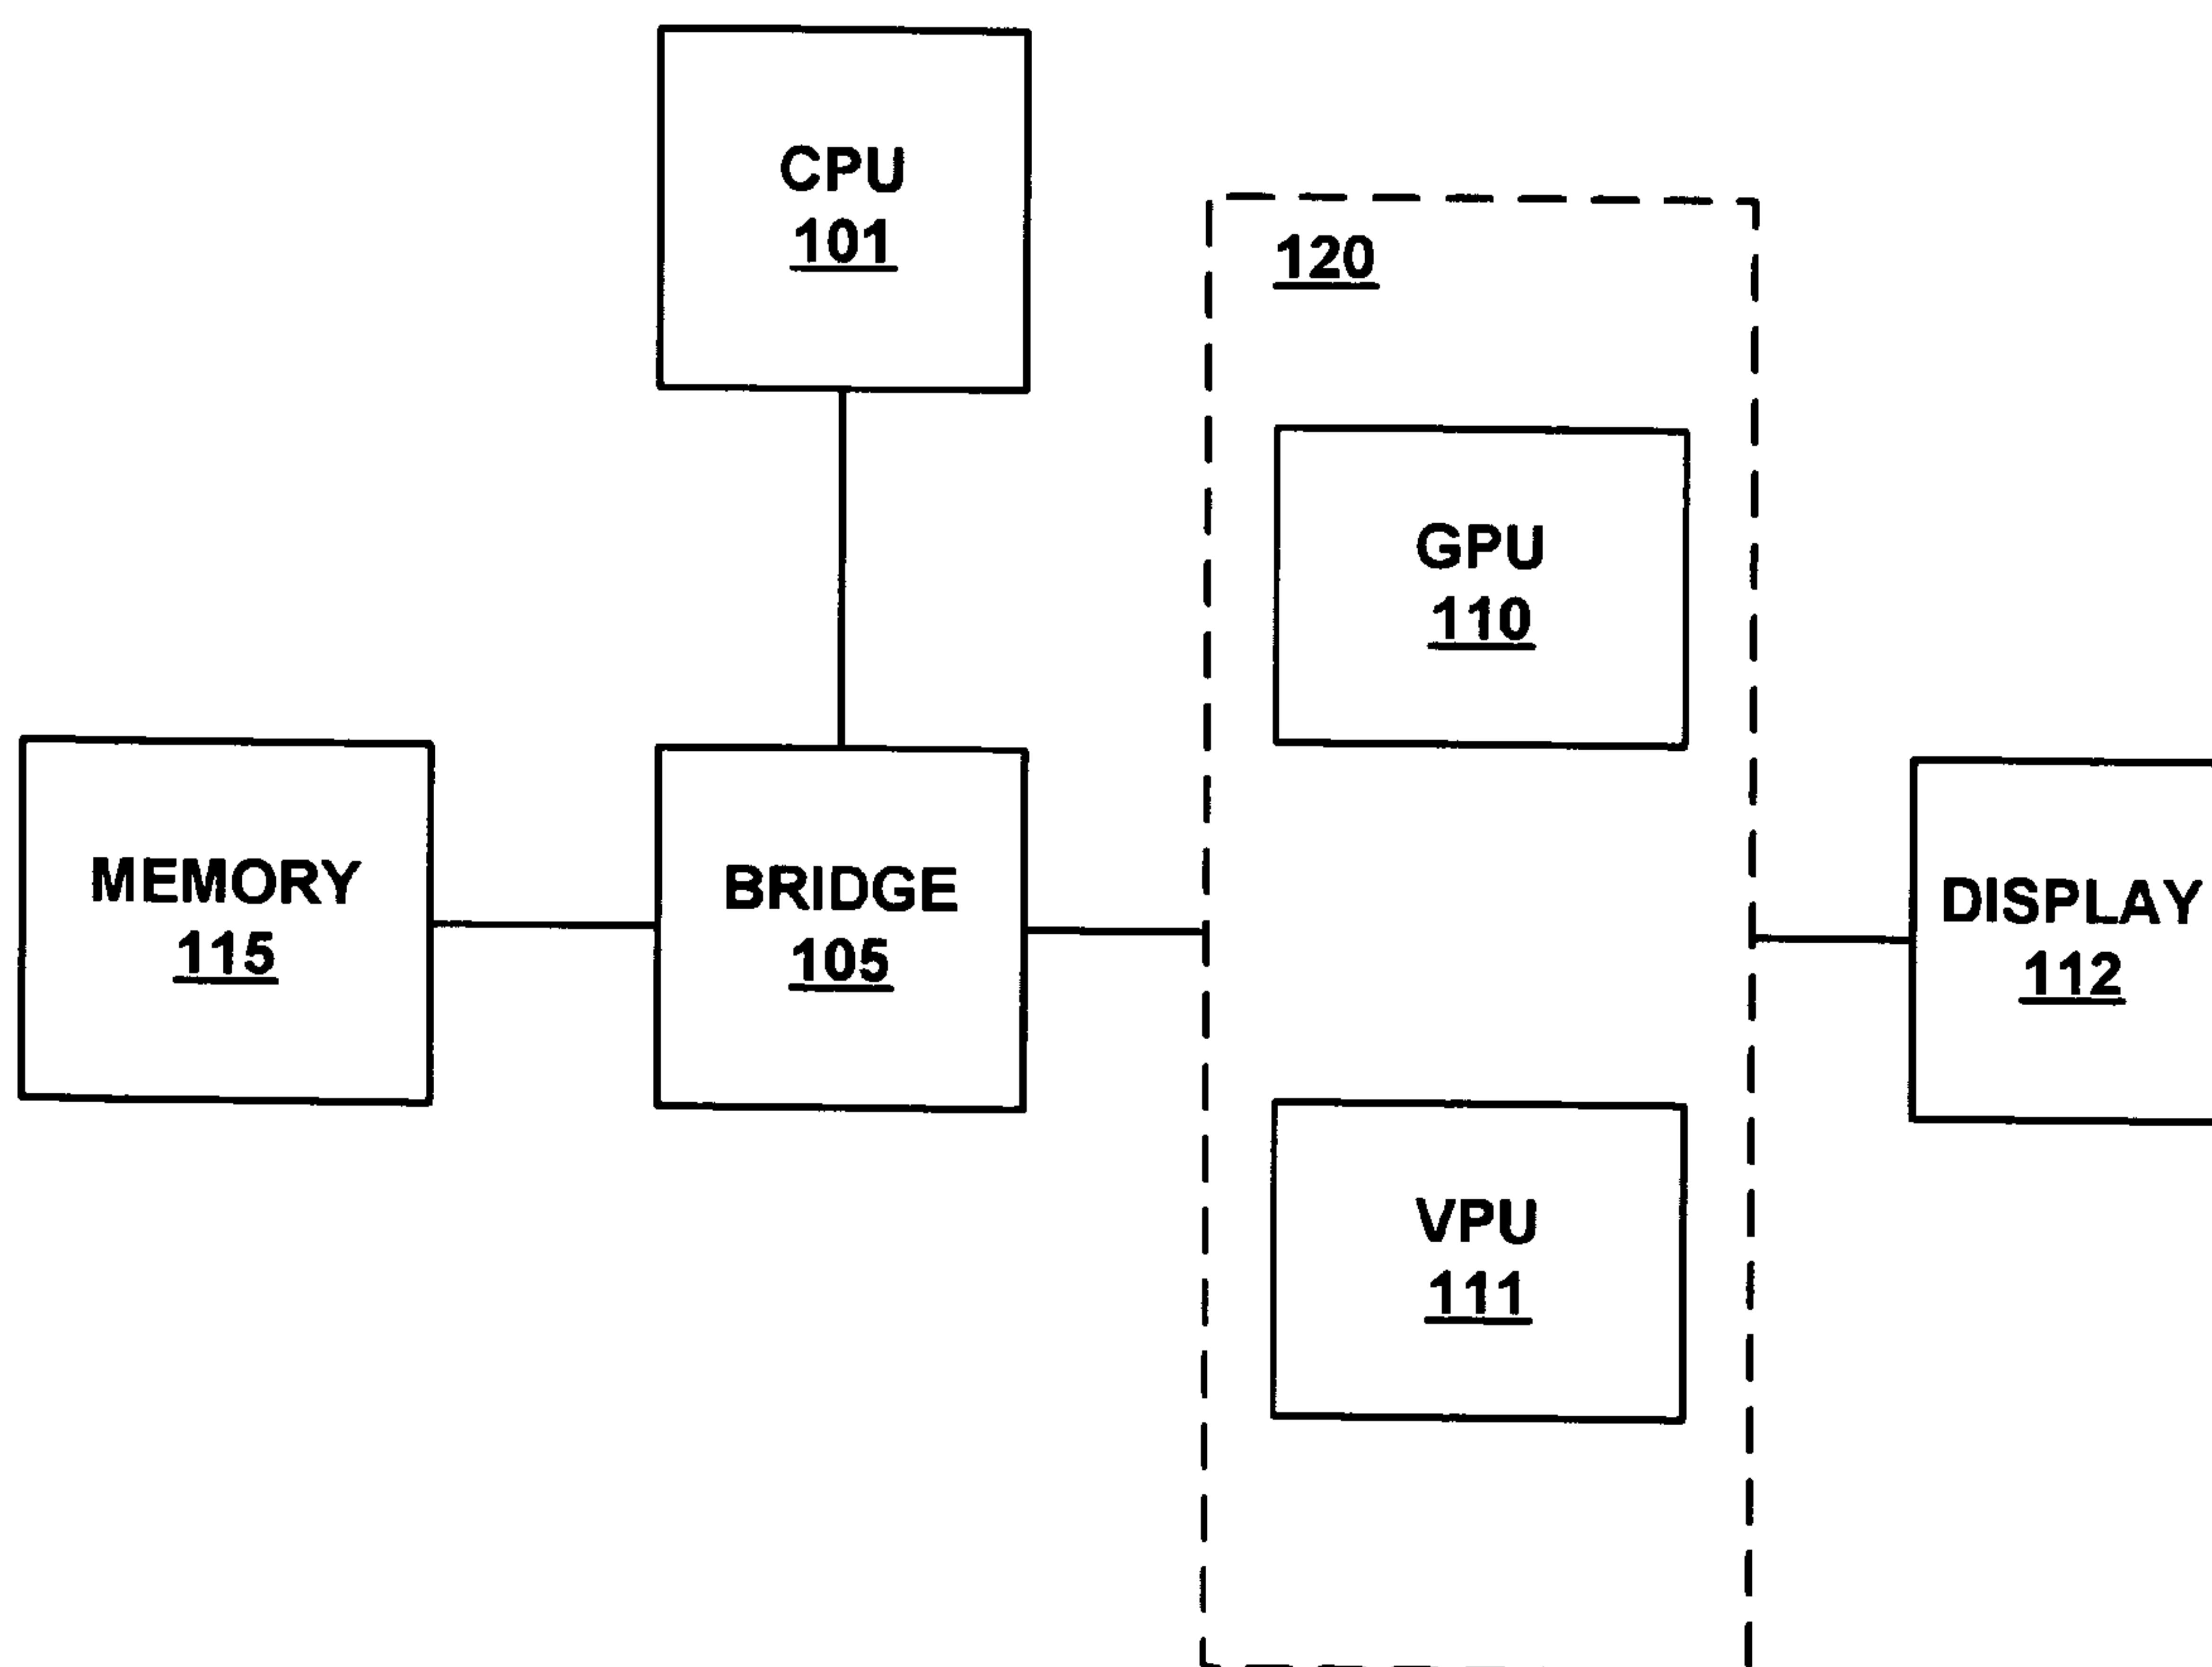 CPU
101
120
GPU
110
MEMORY
115
BRIDGE
105
DISPLAY
112
VPU
111